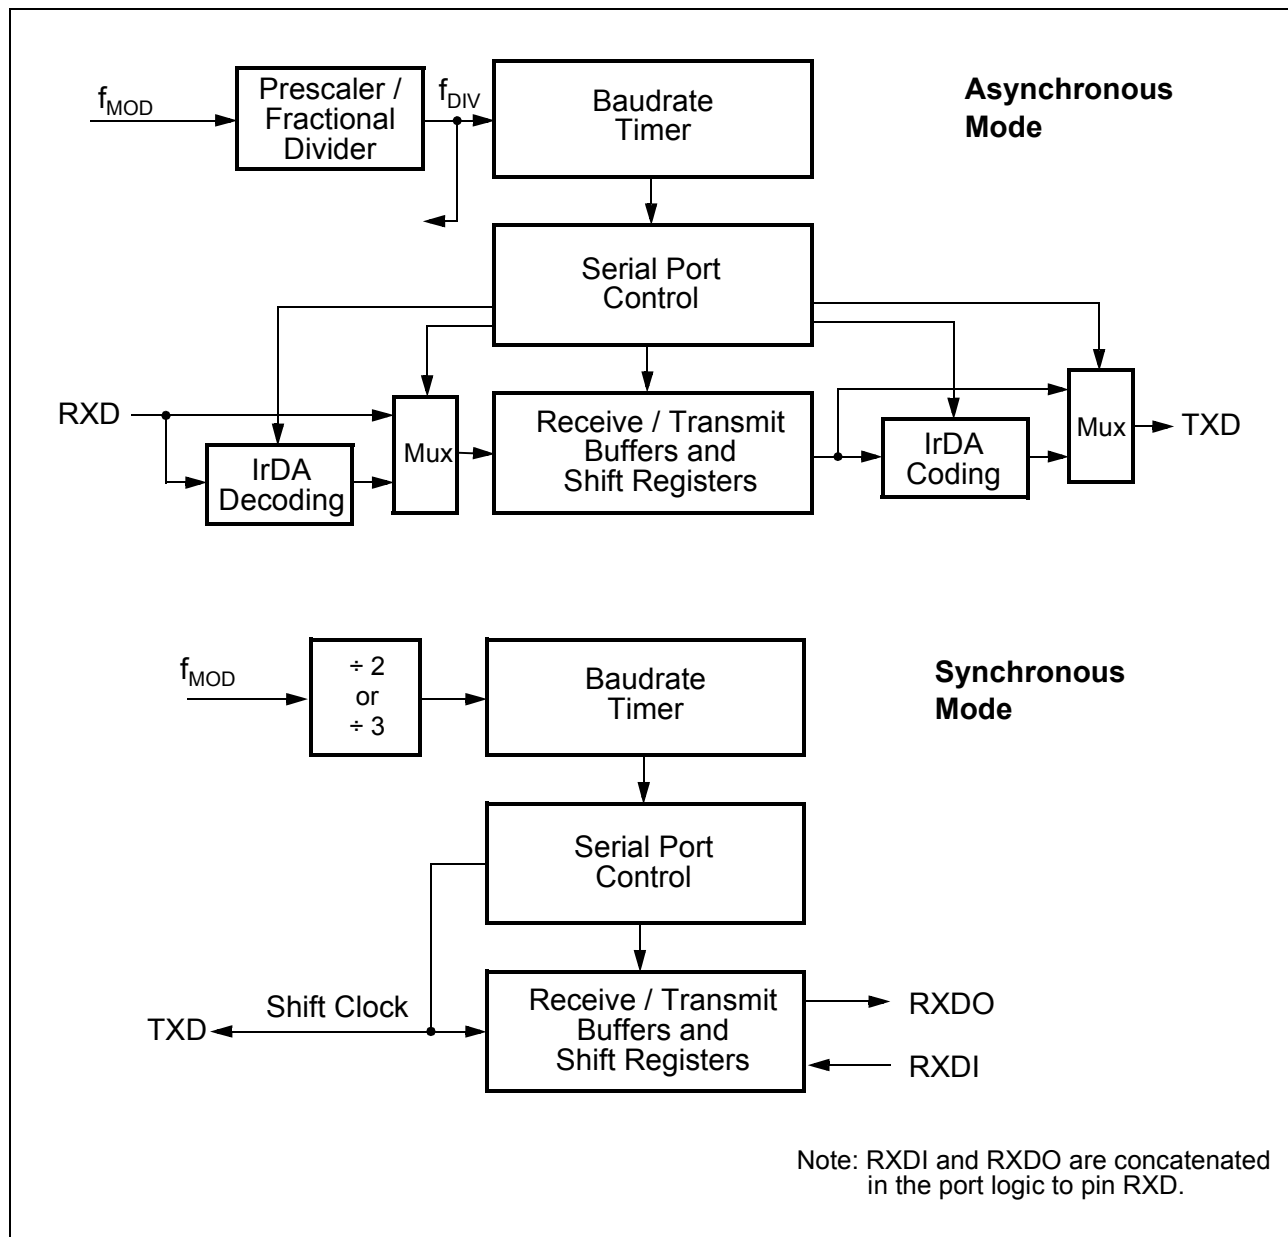 f_MOD
Prescaler /
Fractional
Divider
f_DIV
Baudrate
Timer
Asynchronous
Mode
Serial Port
Control
RXD
IrDA
Decoding
Mux
Receive / Transmit
Buffers and
Shift Registers
IrDA
Coding
Mux
TXD
f_MOD
÷ 2
or
÷ 3
Baudrate
Timer
Synchronous
Mode
Serial Port
Control
TXD
Shift Clock
Receive / Transmit
Buffers and
Shift Registers
RXDO
RXDI
Note: RXDI and RXDO are concatenated
in the port logic to pin RXD.